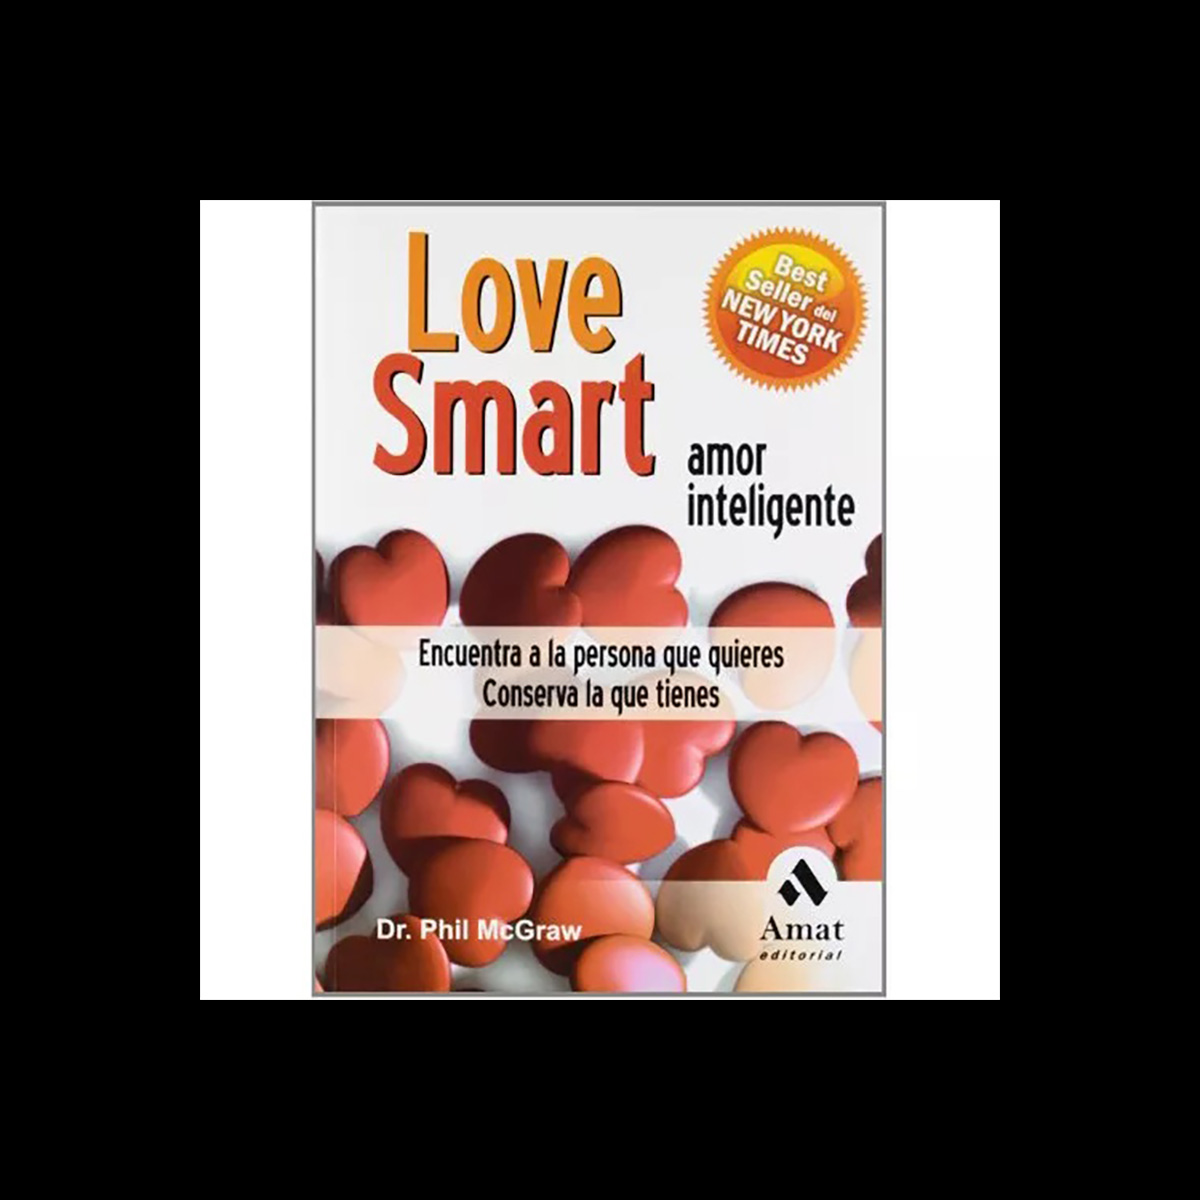 Love
Smart
Best
Seller del
NEW YORK
TIMES
amor
inteligente
Encuentra a la persona que quieres
Conserva la que tienes
Dr. Phil McGraw
Amat
editorial